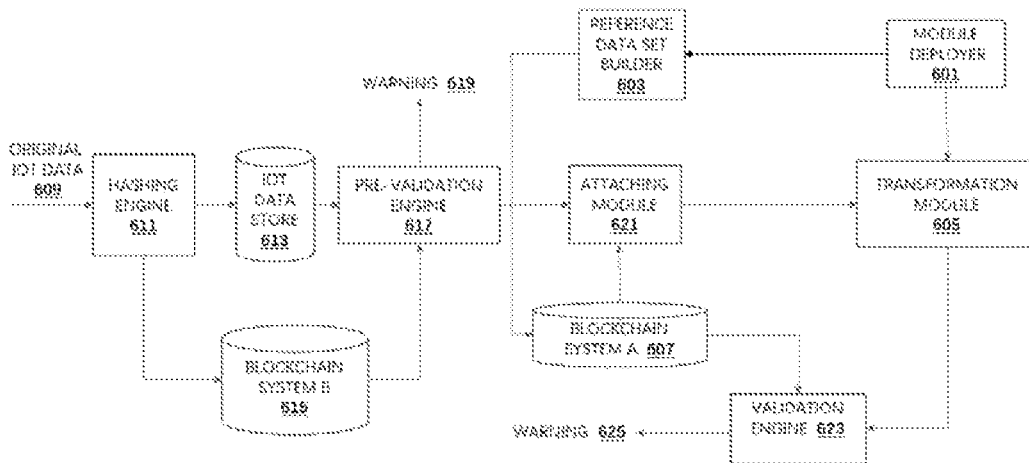 REFERENCE
DATA SET
BUILDER
603
MODULE
DEPLOYER
601
WARNING 619
ORIGINAL
IOT DATA
609
HASHING
ENGINE
611
IOT
DATA
STORE
613
PRE-VALIDATION
ENGINE
617
ATTACHING
MODULE
621
TRANSFORMATION
MODULE
605
BLOCKCHAIN
SYSTEM B
615
BLOCKCHAIN
SYSTEM A 607
WARNING 625
VALIDATION
ENGINE 623